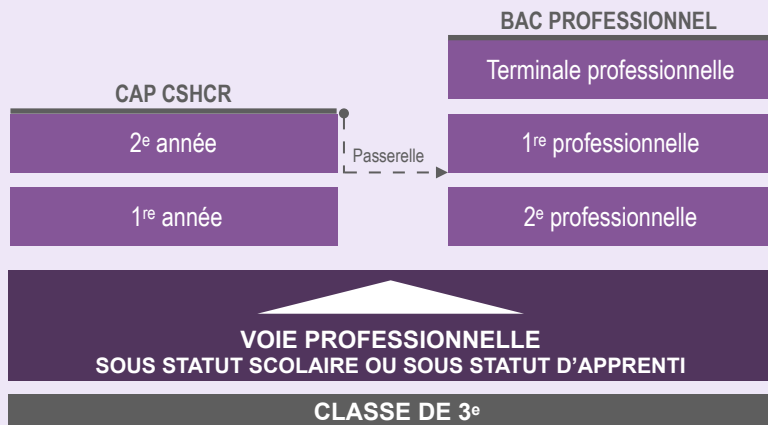 BAC PROFESSIONNEL
Terminale professionnelle
CAP CSHCR
2e année
Passerelle
1re professionnelle
1re année
2e professionnelle
VOIE PROFESSIONNELLE
SOUS STATUT SCOLAIRE OU SOUS STATUT D’APPRENTI
CLASSE DE 3e